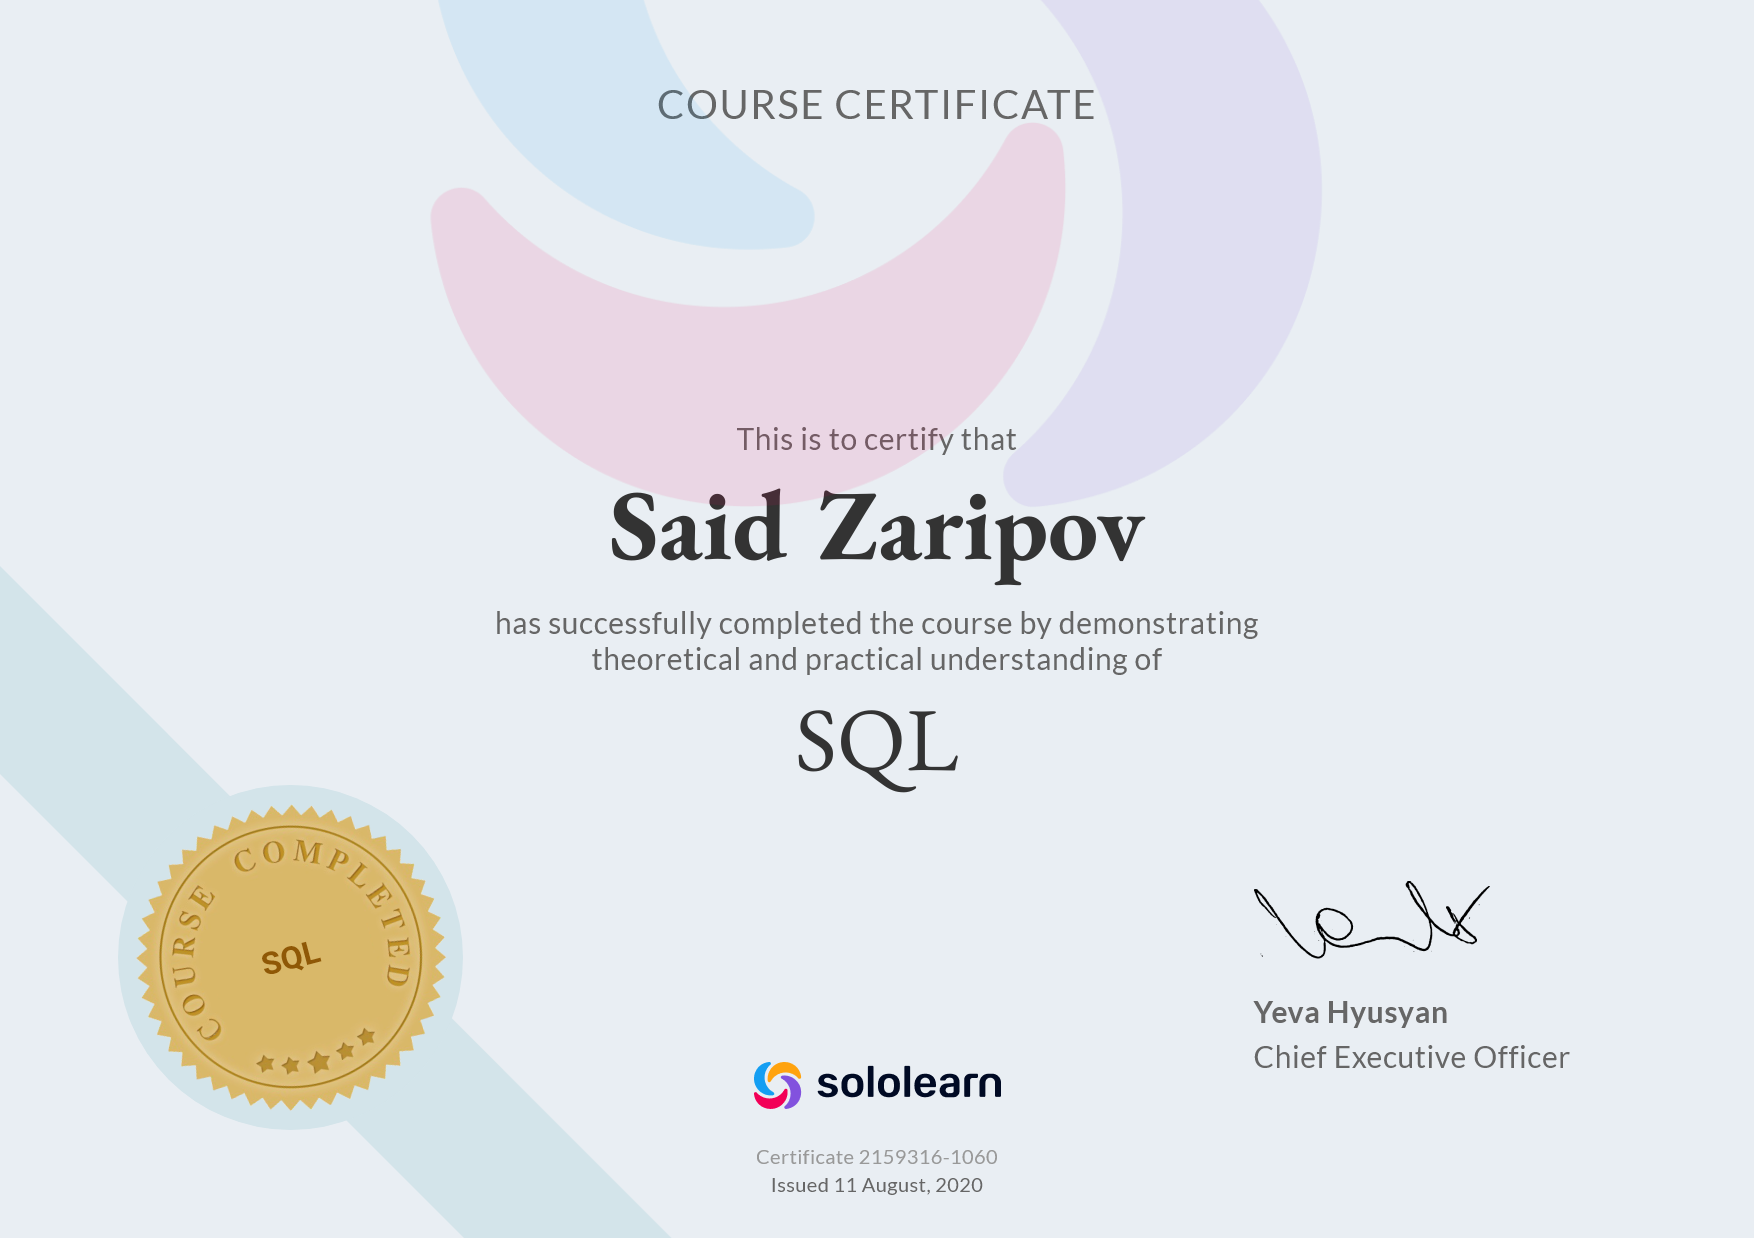 COURSE CERTIFICATE
This is to certify that
Said Zaripov
has successfully completed the course by demonstrating
theoretical and practical understanding of
SQL
COURSE COMPLETED
SQL
Yeva Hyusyan
Chief Executive Officer
sololearn
Certificate 2159316-1060
Issued 11 August, 2020